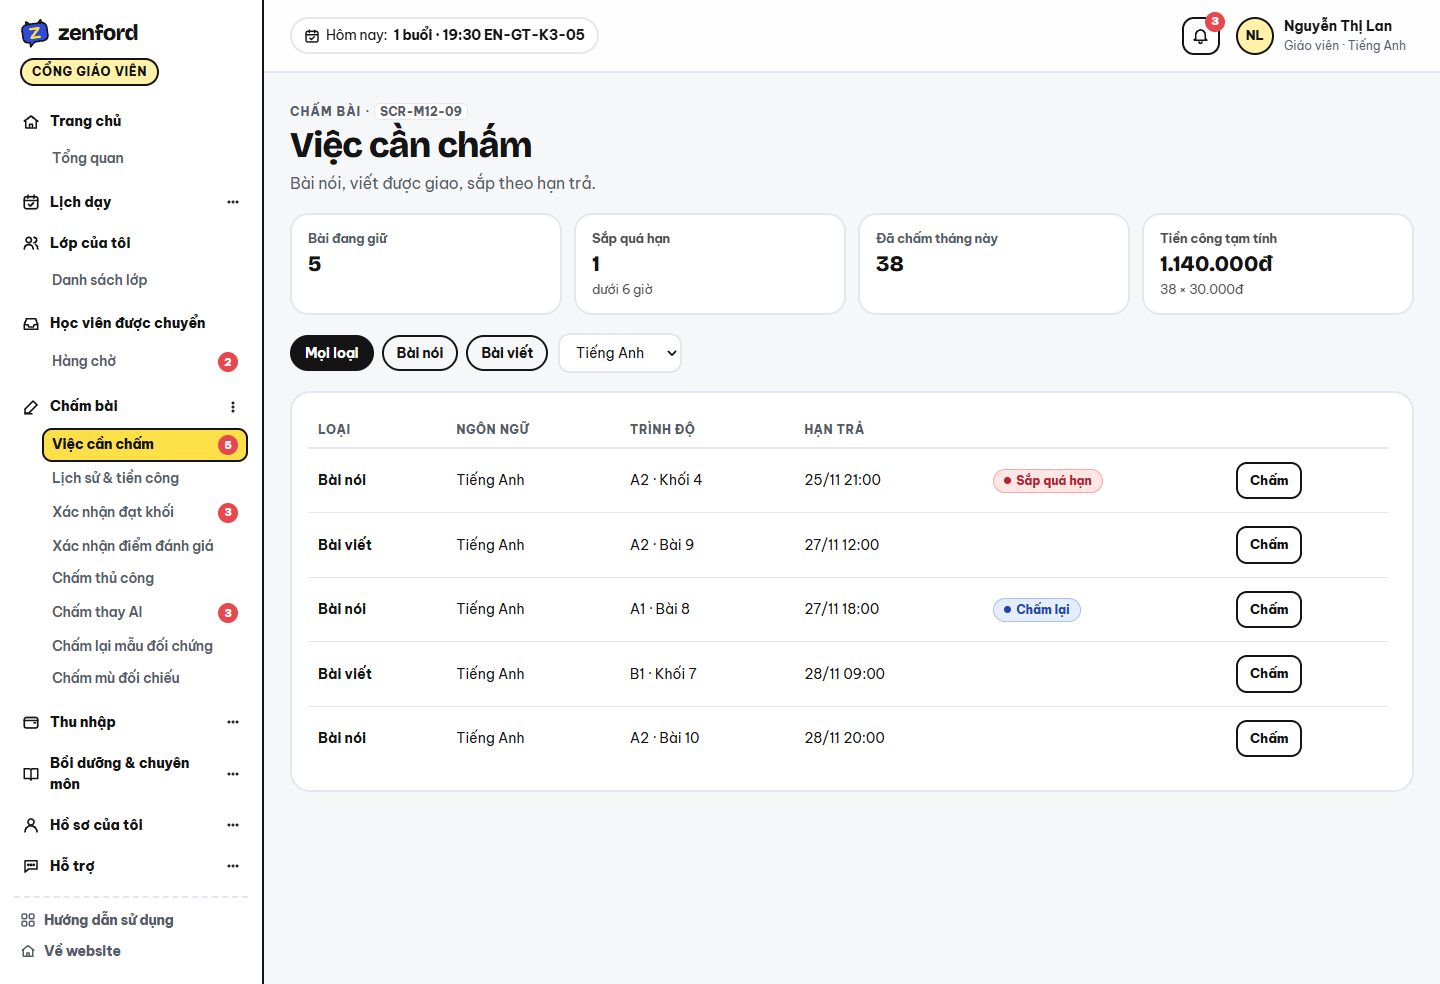 zenford
CỔNG GIÁO VIÊN
Trang chủ
Tổng quan
Lịch dạy
Lớp của tôi
Danh sách lớp
Học viên được chuyển
Hàng chờ 2
Chấm bài
Việc cần chấm 5
Lịch sử & tiền công
Xác nhận đạt khối 3
Xác nhận điểm đánh giá
Chấm thủ công
Chấm thay AI 3
Chấm lại mẫu đối chứng
Chấm mù đối chiếu
Thu nhập
Bồi dưỡng & chuyên
môn
Hồ sơ của tôi
Hỗ trợ
Hướng dẫn sử dụng
Về website
Hôm nay: 1 buổi · 19:30 EN-GT-K3-05
3
NL
Nguyễn Thị Lan
Giáo viên · Tiếng Anh
CHẤM BÀI · SCR-M12-09
Việc cần chấm
Bài nói, viết được giao, sắp theo hạn trả.
Bài đang giữ
5
Sắp quá hạn
1
dưới 6 giờ
Đã chấm tháng này
38
Tiền công tạm tính
1.140.000đ
38 × 30.000đ
Mọi loại Bài nói Bài viết Tiếng Anh
LOẠI NGÔN NGỮ TRÌNH ĐỘ HẠN TRẢ
Bài nói Tiếng Anh A2 · Khối 4 25/11 21:00 Sắp quá hạn Chấm
Bài viết Tiếng Anh A2 · Bài 9 27/11 12:00 Chấm
Bài nói Tiếng Anh A1 · Bài 8 27/11 18:00 Chấm lại Chấm
Bài viết Tiếng Anh B1 · Khối 7 28/11 09:00 Chấm
Bài nói Tiếng Anh A2 · Bài 10 28/11 20:00 Chấm